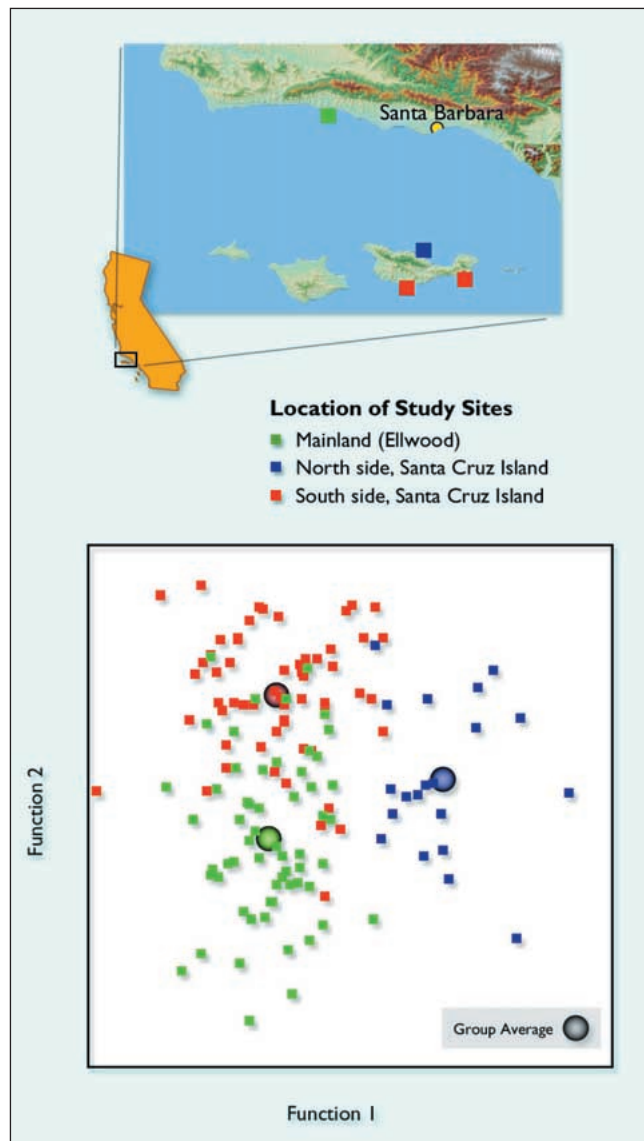 Santa Barbara
Location of Study Sites
Mainland (Ellwood)
North side, Santa Cruz Island
South side, Santa Cruz Island
Function 2
Group Average
Function 1